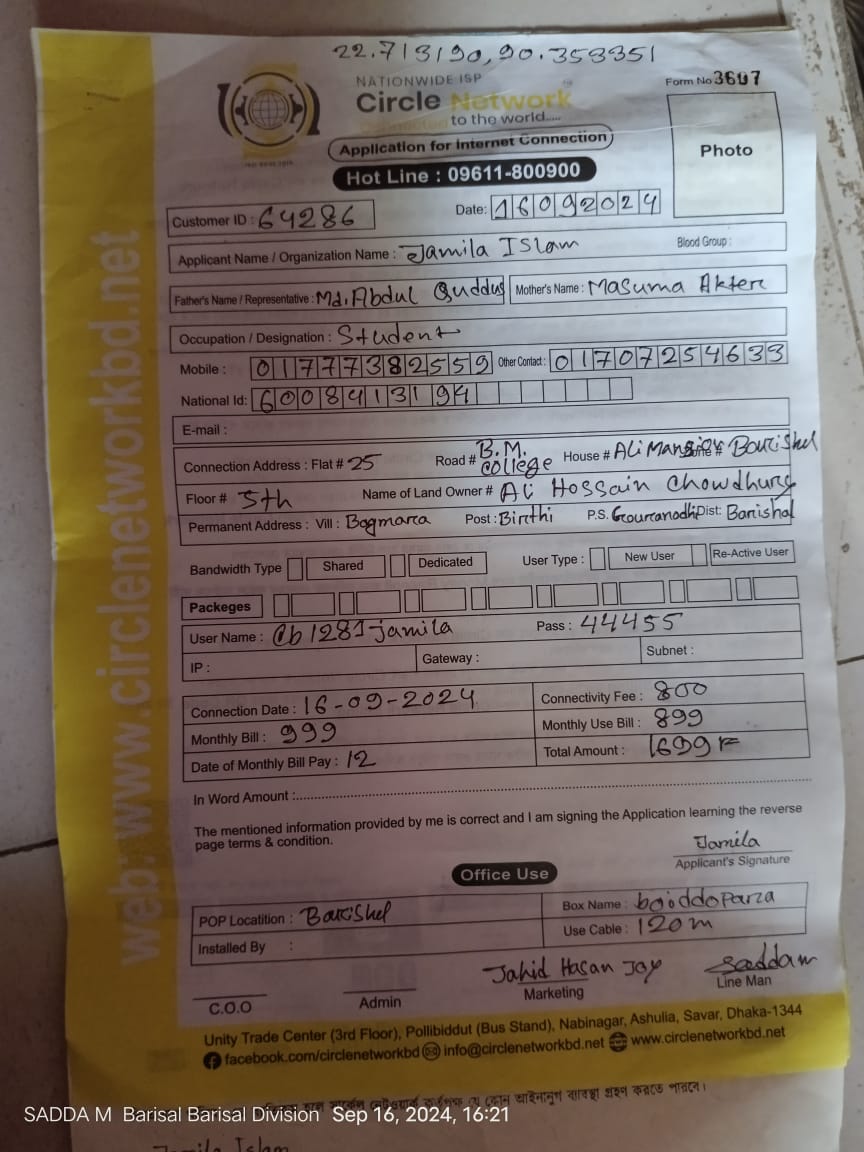 22.713190,90.353351
NATIONWIDE ISP
Circle Network
to the world.....
Form No 3607
Application for Internet Connection
Photo
Hot Line : 09611-800900
Customer ID : 64286
Date: 16092024
Applicant Name / Organization Name : Jamila Islam Blood Group :
Father's Name / Representative : Md. Abdul Quddus Mother's Name : Masuma Akter
Occupation / Designation : Student
Mobile : 01777382559 Other Contact : 01707254633
National Id: 6008413194
E-mail :
Connection Address : Flat # 25 Road # B.M. College House # Ali Mansion Barishal
Floor # 5th Name of Land Owner # Ali Hossain Chowdhury
Permanent Address : Vill : Bagmara Post : Birthi P.S. Gournadhi Dist: Barishal
Bandwidth Type Shared Dedicated User Type : New User Re-Active User
Packeges
User Name : Pass : 44455
IP : Gateway : Subnet :
Connection Date : 16-09-2024 Connectivity Fee : 800
Monthly Bill : 999 Monthly Use Bill : 899
Date of Monthly Bill Pay : 12 Total Amount : 1699
In Word Amount :
The mentioned information provided by me is correct and I am signing the Application learning the reverse
page terms & condition.
Jamila
Applicant's Signature
Office Use
POP Locatition : Barishal Box Name : boiddopara
Installed By : Use Cable : 120m
Jahid Hasan Joy Saddam
C.O.O Admin Marketing Line Man
Unity Trade Center (3rd Floor), Pollibiddut (Bus Stand), Nabinagar, Ashulia, Savar, Dhaka-1344
facebook.com/circlenetworkbd info@circlenetworkbd.net www.circlenetworkbd.net
web: www.circlenetworkbd.net
যে কোন আইনানুগ ব্যবস্থা গ্রহণ করতে পারবে।
SADDA M Barisal Barisal Division Sep 16, 2024, 16:21
Jamila Islam